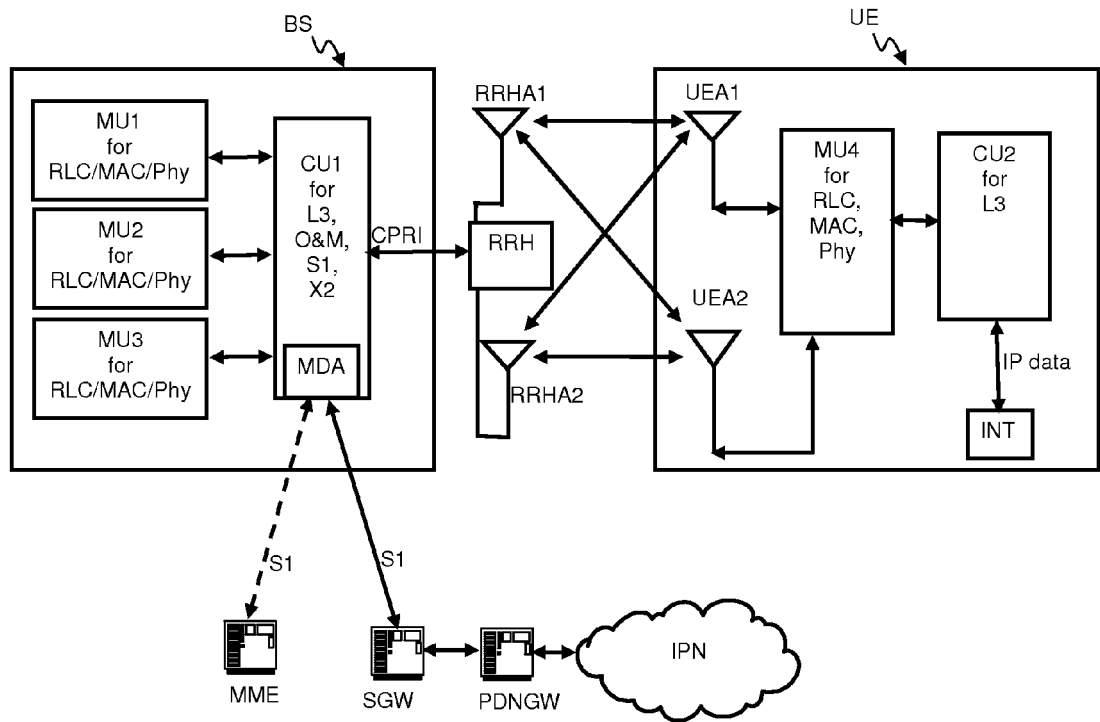 BS
UE
MU1
for
RLC/MAC/Phy
MU2
for
RLC/MAC/Phy
MU3
for
RLC/MAC/Phy
CU1
for
L3,
O&M,
S1,
X2
MDA
CPRI
RRHA1
RRH
RRHA2
UEA1
UEA2
MU4
for
RLC,
MAC,
Phy
CU2
for
L3
IP data
INT
S1
S1
MME
SGW
PDNGW
IPN